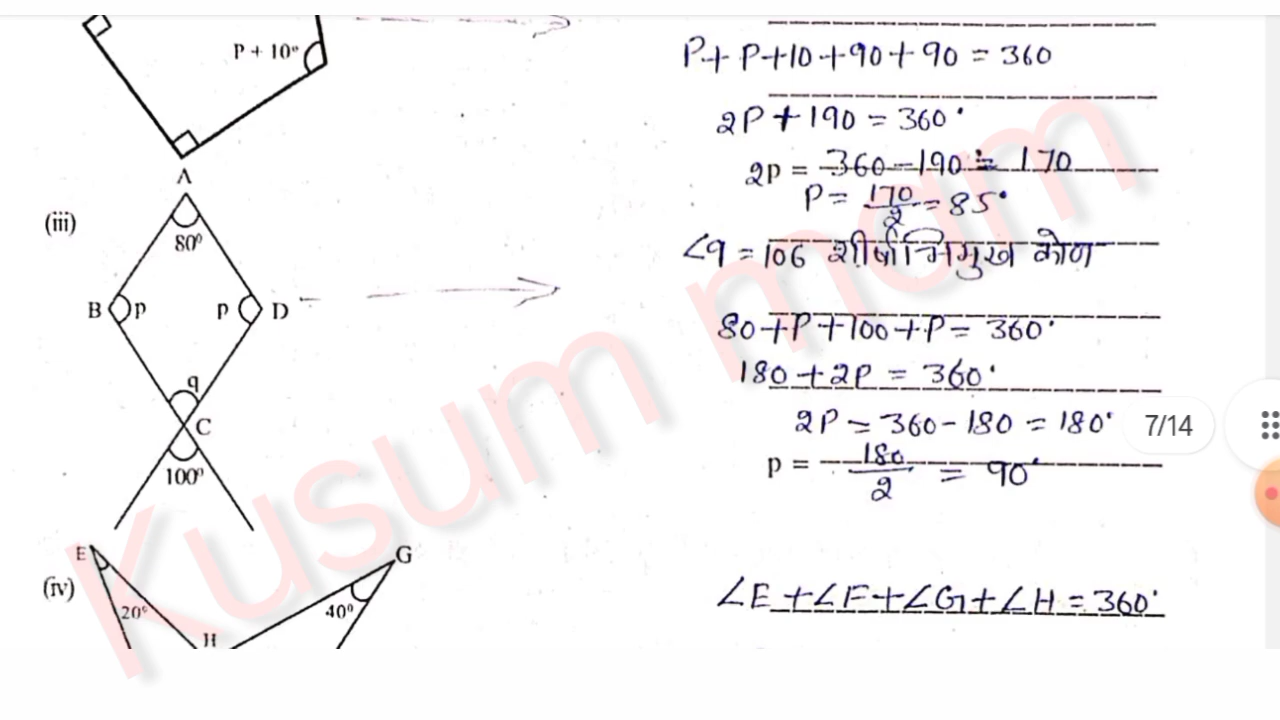 P + 10°
P + P + 10 + 90 + 90 = 360
2P + 190 = 360°
2p = 360 - 190 = 170
P = 170/2 = 85°
(iii)
A
80°
B p p D
q
C
100°
∠q = 106 शीर्षाभिमुख कोण
80 + P + 100 + P = 360°
180 + 2P = 360°
2P = 360 - 180 = 180°
p = 180/2 = 90°
7/14
(iv)
E G
20° 40°
H
∠E + ∠F + ∠G + ∠H = 360°
Kusum mam